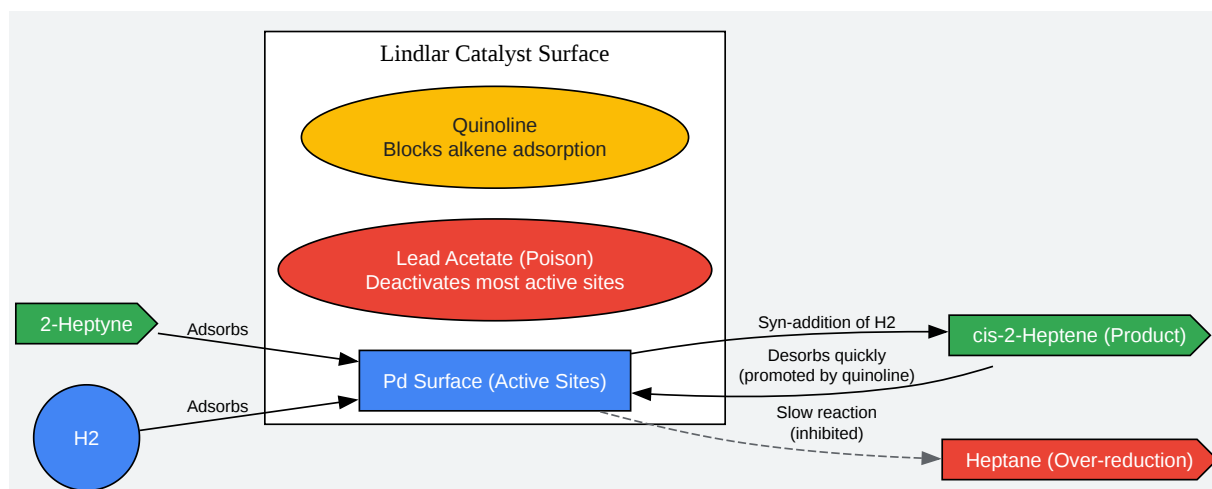 Lindlar Catalyst Surface
Quinoline
Blocks alkene adsorption
Lead Acetate (Poison)
Deactivates most active sites
2-Heptyne
Adsorbs
Pd Surface (Active Sites)
H2
Adsorbs
Syn-addition of H2
cis-2-Heptene (Product)
Desorbs quickly
(promoted by quinoline)
Slow reaction
(inhibited)
Heptane (Over-reduction)